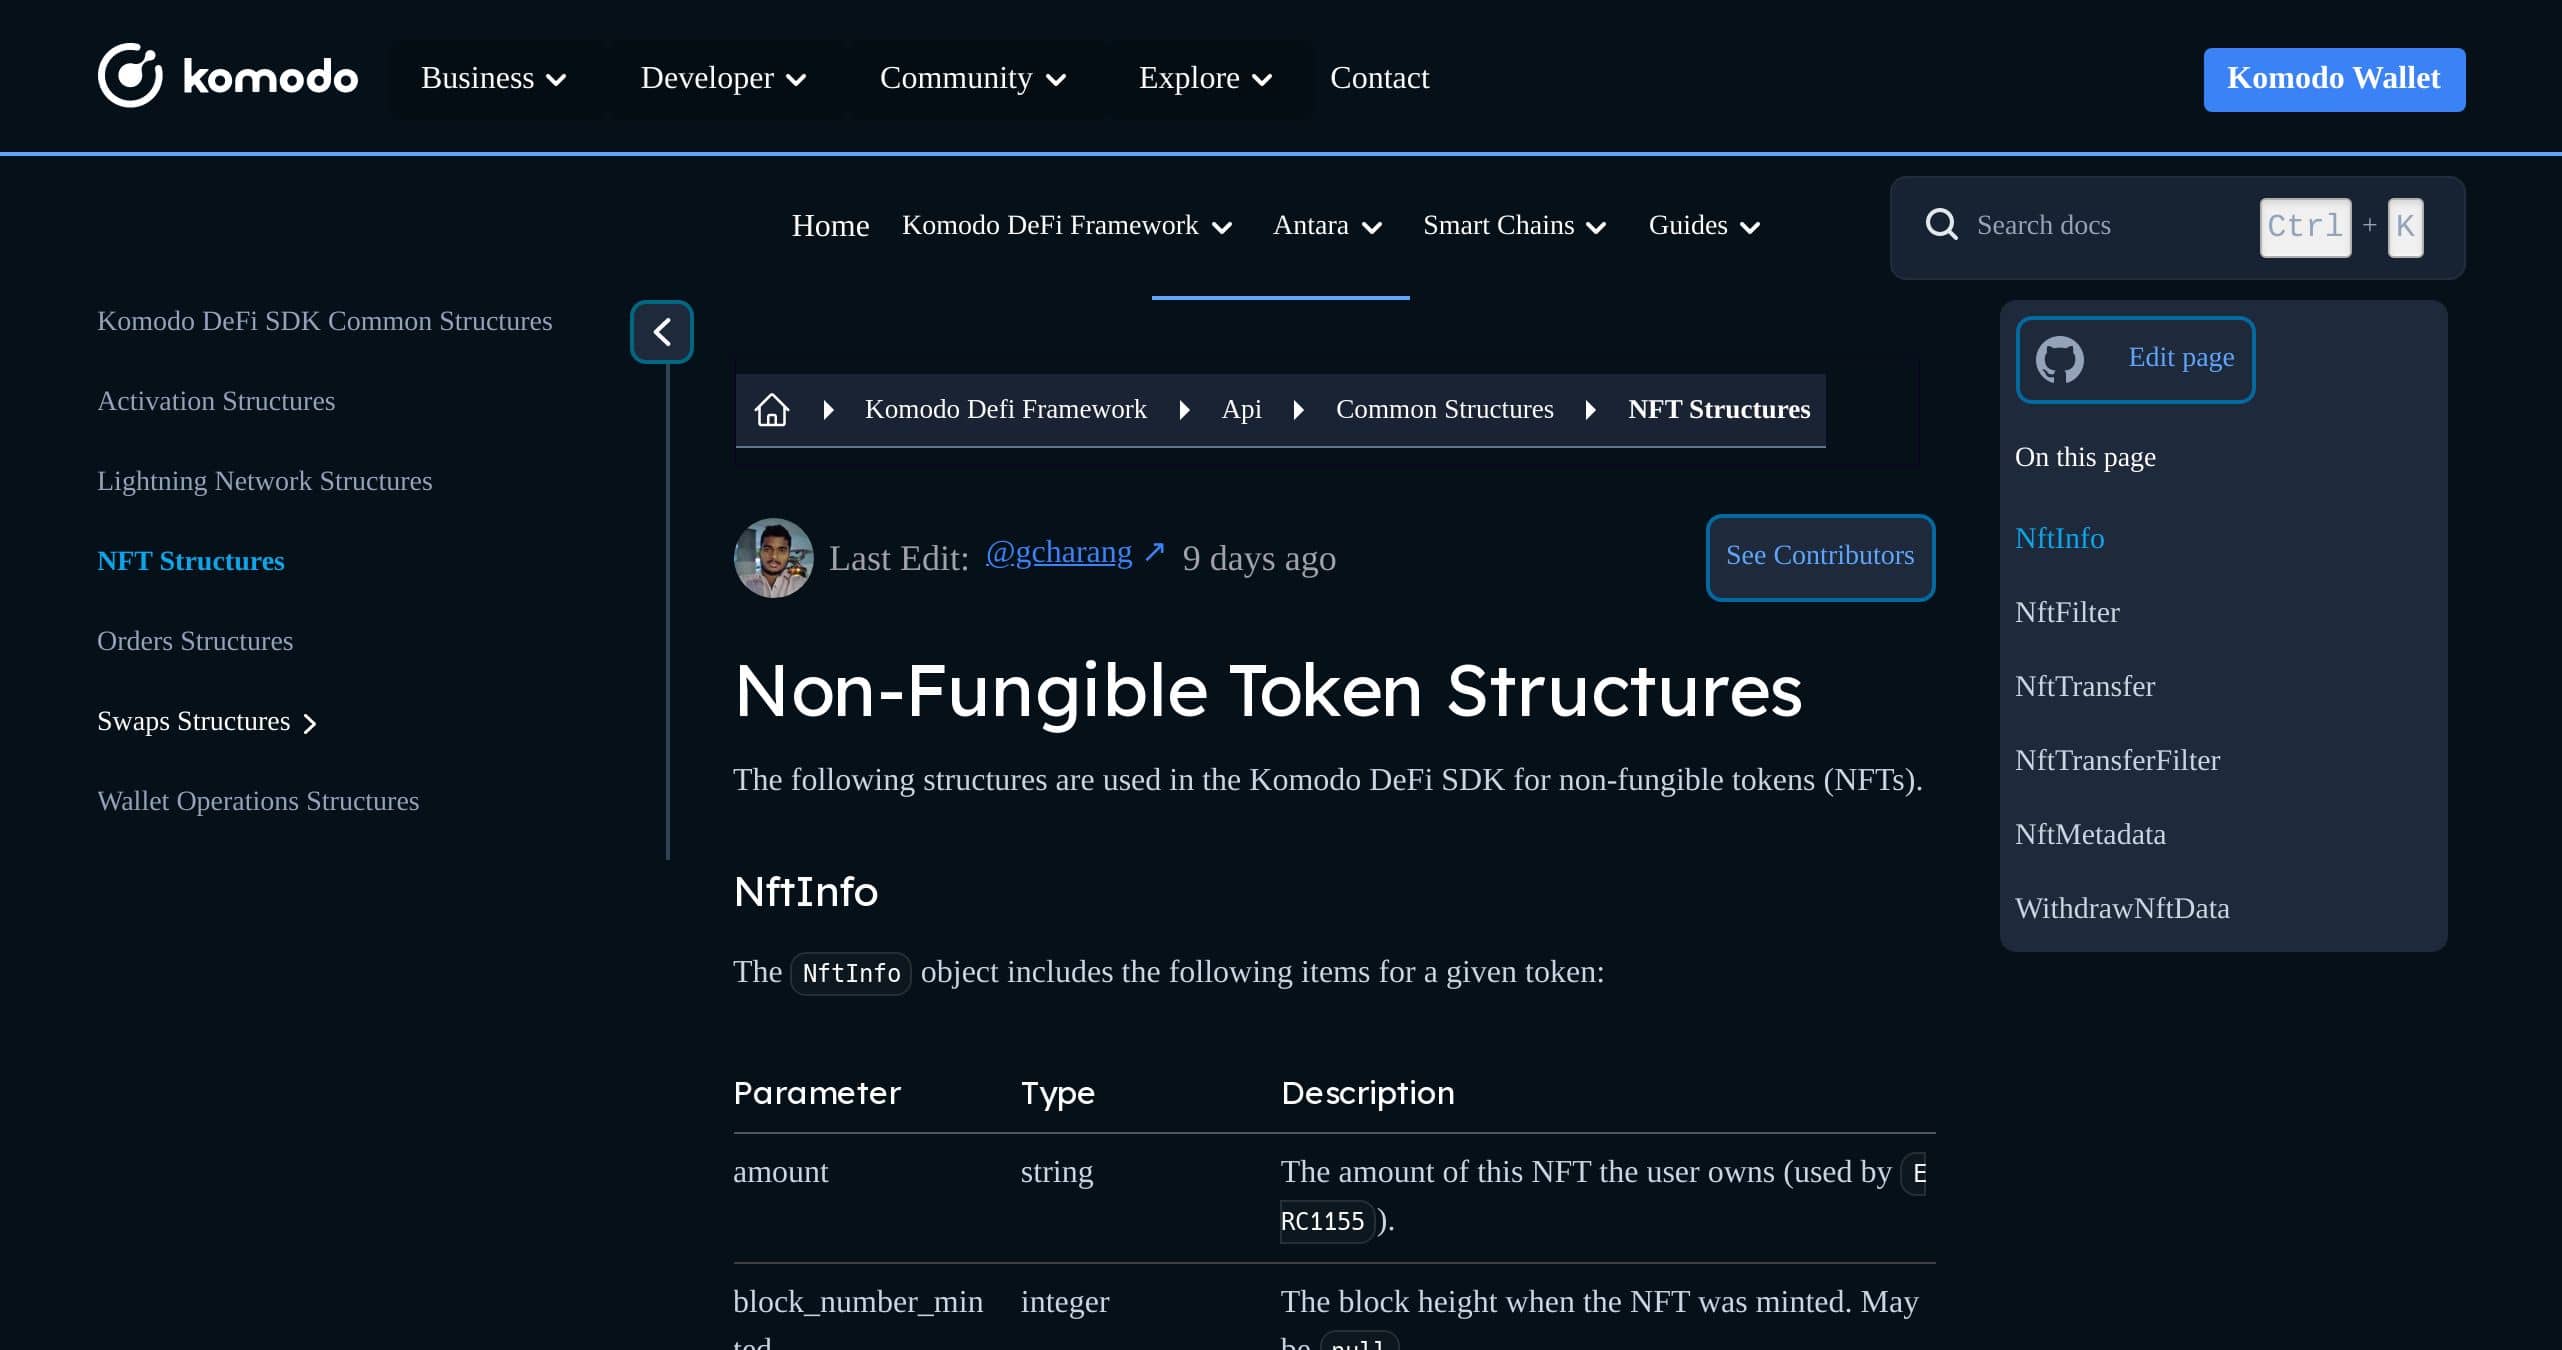 komodo Business Developer Community Explore Contact Komodo Wallet
Home Komodo DeFi Framework Antara Smart Chains Guides Search docs Ctrl + K
Komodo DeFi SDK Common Structures
Activation Structures
Lightning Network Structures
NFT Structures
Orders Structures
Swaps Structures
Wallet Operations Structures
Komodo Defi Framework Api Common Structures NFT Structures
Last Edit: @gcharang ↗ 9 days ago See Contributors
Non-Fungible Token Structures
The following structures are used in the Komodo DeFi SDK for non-fungible tokens (NFTs).
NftInfo
The NftInfo object includes the following items for a given token:
Parameter Type Description
amount string The amount of this NFT the user owns (used by E
RC1155 ).
block_number_min integer The block height when the NFT was minted. May
ted be null
Edit page
On this page
NftInfo
NftFilter
NftTransfer
NftTransferFilter
NftMetadata
WithdrawNftData